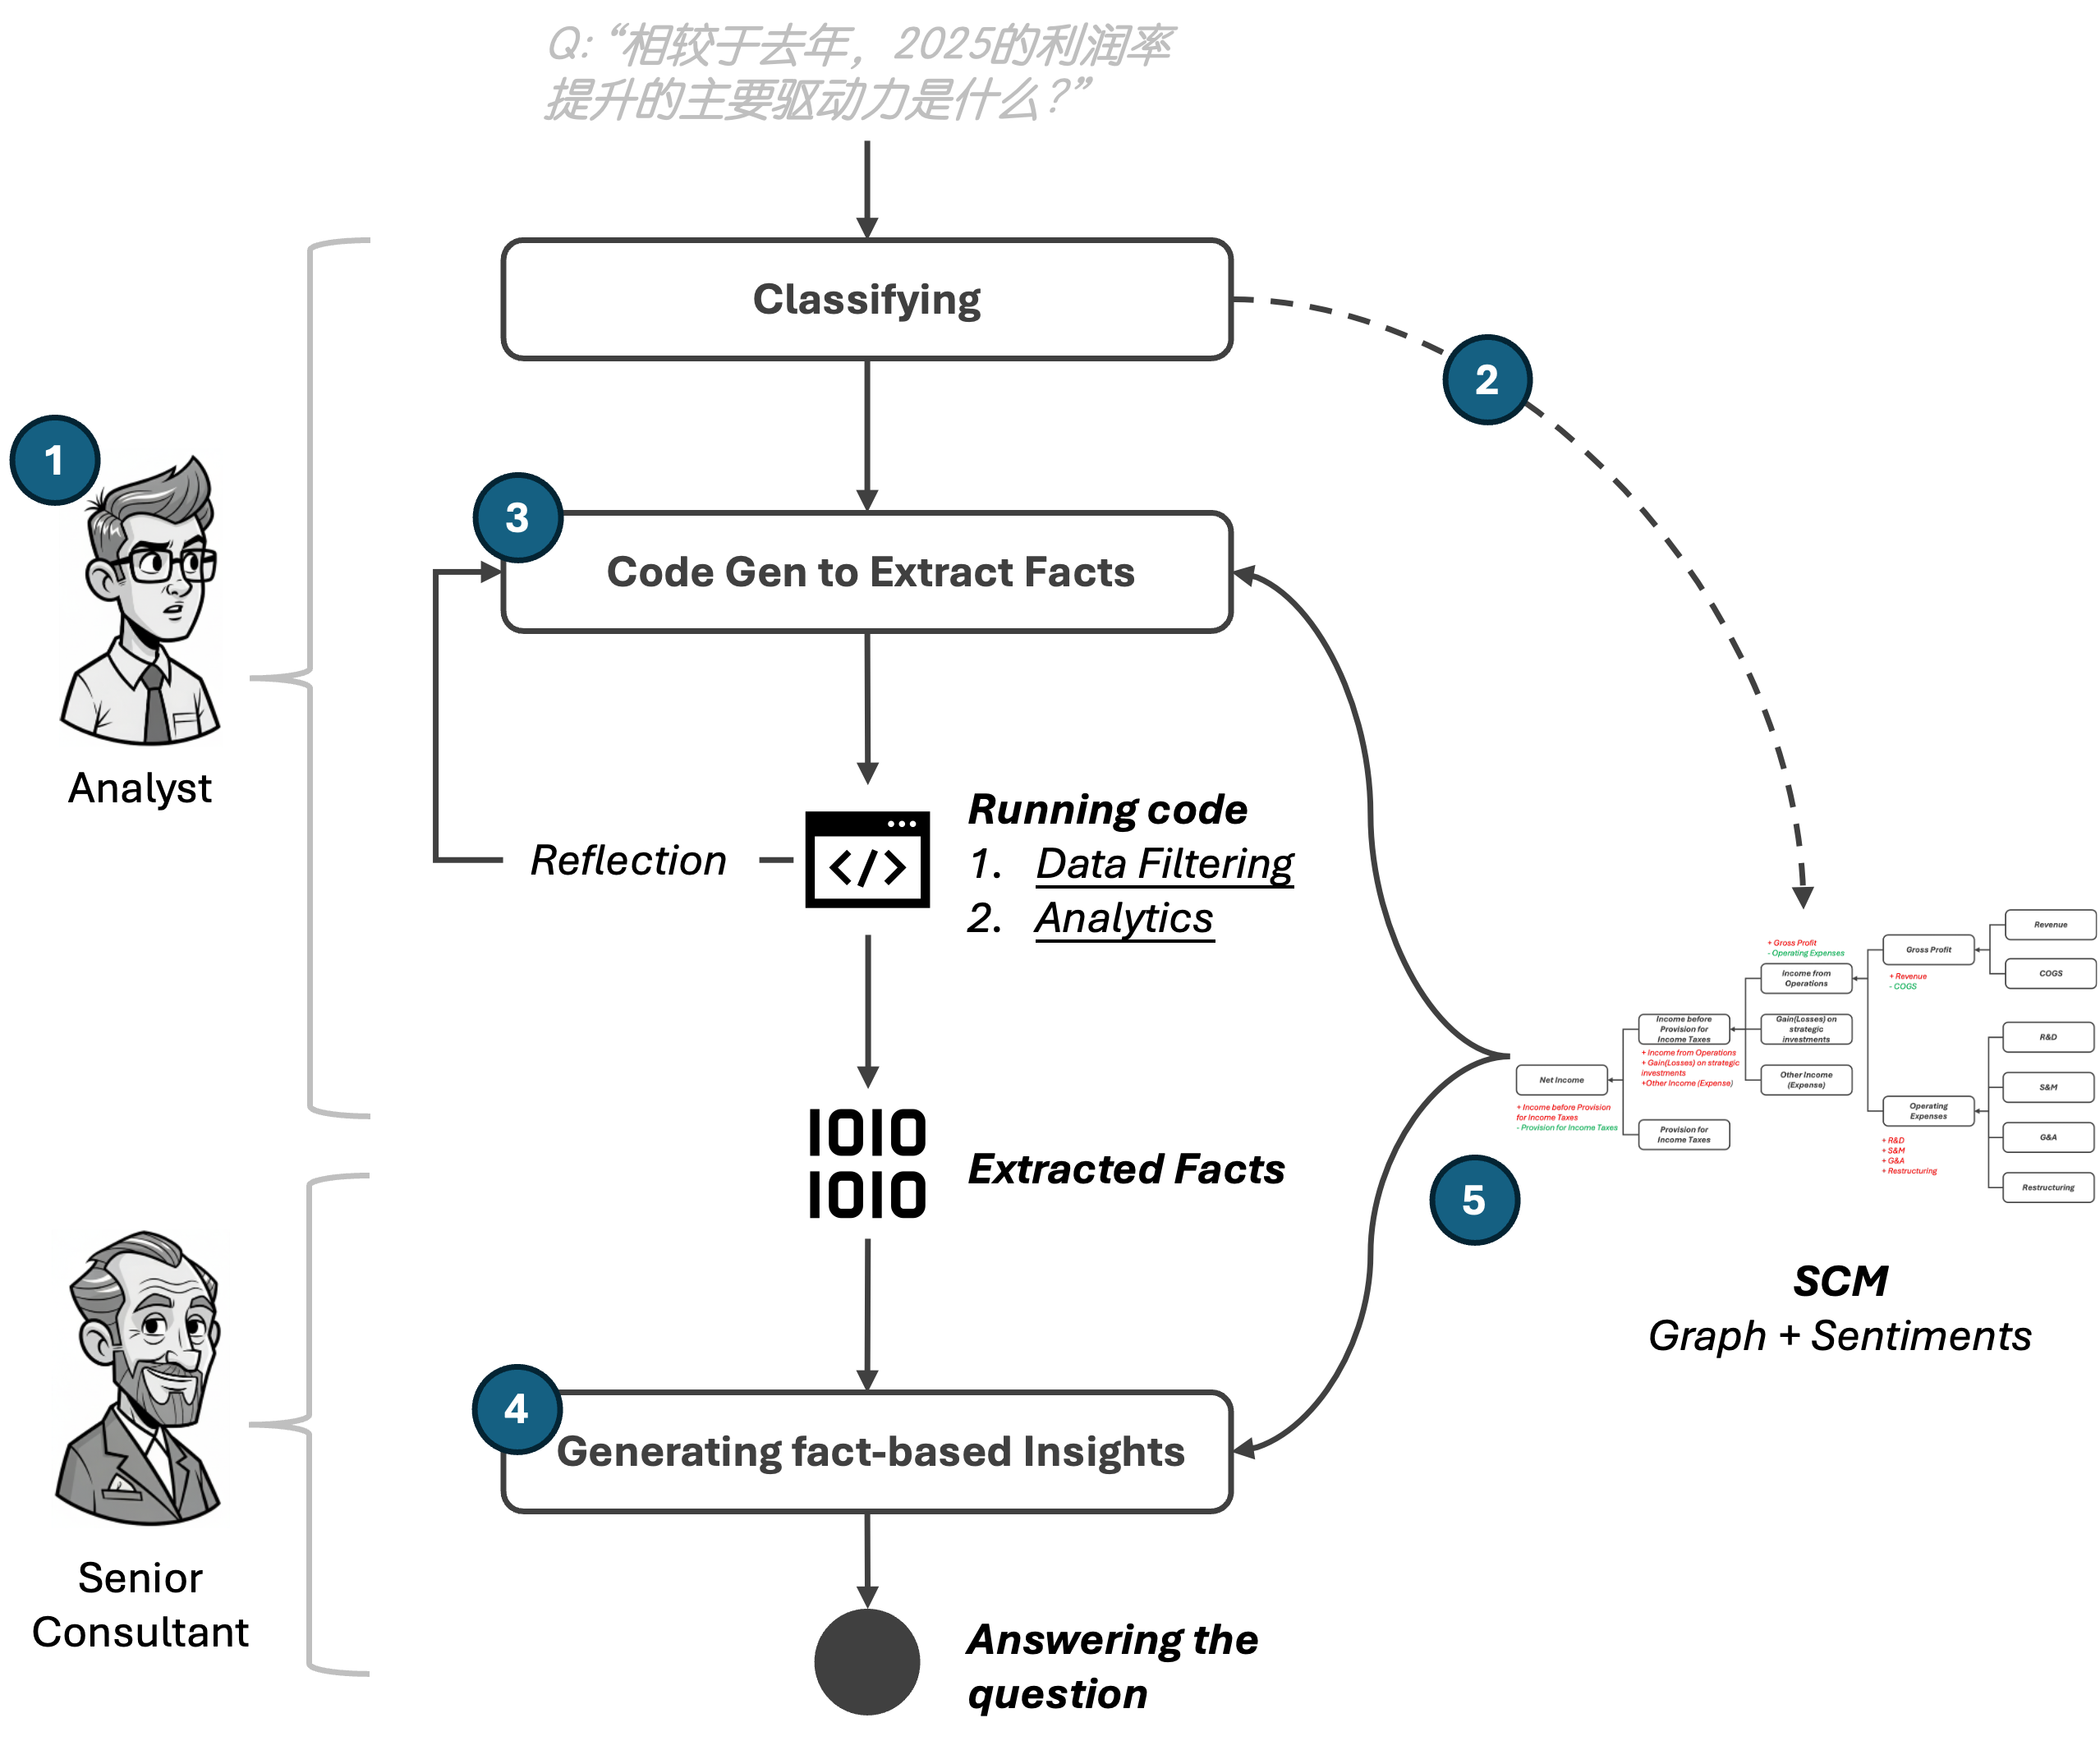 Q: “相较于去年，2025的利润率
提升的主要驱动力是什么？”
Classifying
2
1
3
Code Gen to Extract Facts
Analyst
Running code
1. Data Filtering
2. Analytics
Reflection
Revenue
+ Gross Profit
- Operating Expenses
Gross Profit
Income from
Operations
COGS
+ Revenue
- COGS
Income before
Provision for
Income Taxes
Gain(Losses) on
strategic
investments
R&D
+ Income from Operations
+ Gain(Losses) on strategic
investments
+Other Income (Expense)
Net Income
Other Income
(Expense)
S&M
+ Income before Provision
for Income Taxes
- Provision for Income Taxes
Operating
Expenses
Provision for
Income Taxes
G&A
+ R&D
+ S&M
+ G&A
+ Restructuring
Restructuring
1010
1010
Extracted Facts
5
SCM
Graph + Sentiments
4
Generating fact-based Insights
Senior
Consultant
Answering the
question